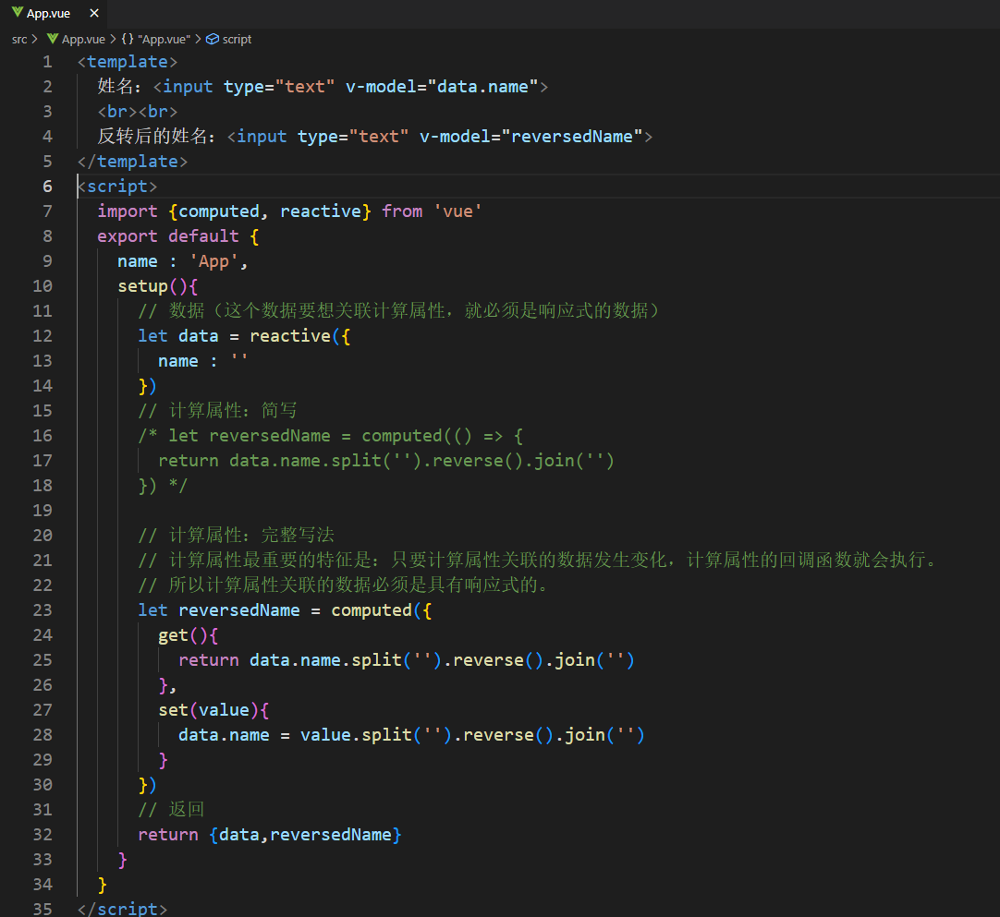 App.vue ×
src > App.vue > {} "App.vue" > script
1 <template>
2   姓名：<input type="text" v-model="data.name">
3   <br><br>
4   反转后的姓名：<input type="text" v-model="reversedName">
5 </template>
6 <script>
7   import {computed, reactive} from 'vue'
8   export default {
9     name : 'App',
10     setup(){
11       // 数据（这个数据要想关联计算属性，就必须是响应式的数据）
12       let data = reactive({
13         name : ''
14       })
15       // 计算属性：简写
16       /* let reversedName = computed(() => {
17         return data.name.split('').reverse().join('')
18       }) */
19
20       // 计算属性：完整写法
21       // 计算属性最重要的特征是：只要计算属性关联的数据发生变化，计算属性的回调函数就会执行。
22       // 所以计算属性关联的数据必须是具有响应式的。
23       let reversedName = computed({
24         get(){
25           return data.name.split('').reverse().join('')
26         },
27         set(value){
28           data.name = value.split('').reverse().join('')
29         }
30       })
31       // 返回
32       return {data,reversedName}
33     }
34   }
35 </script>